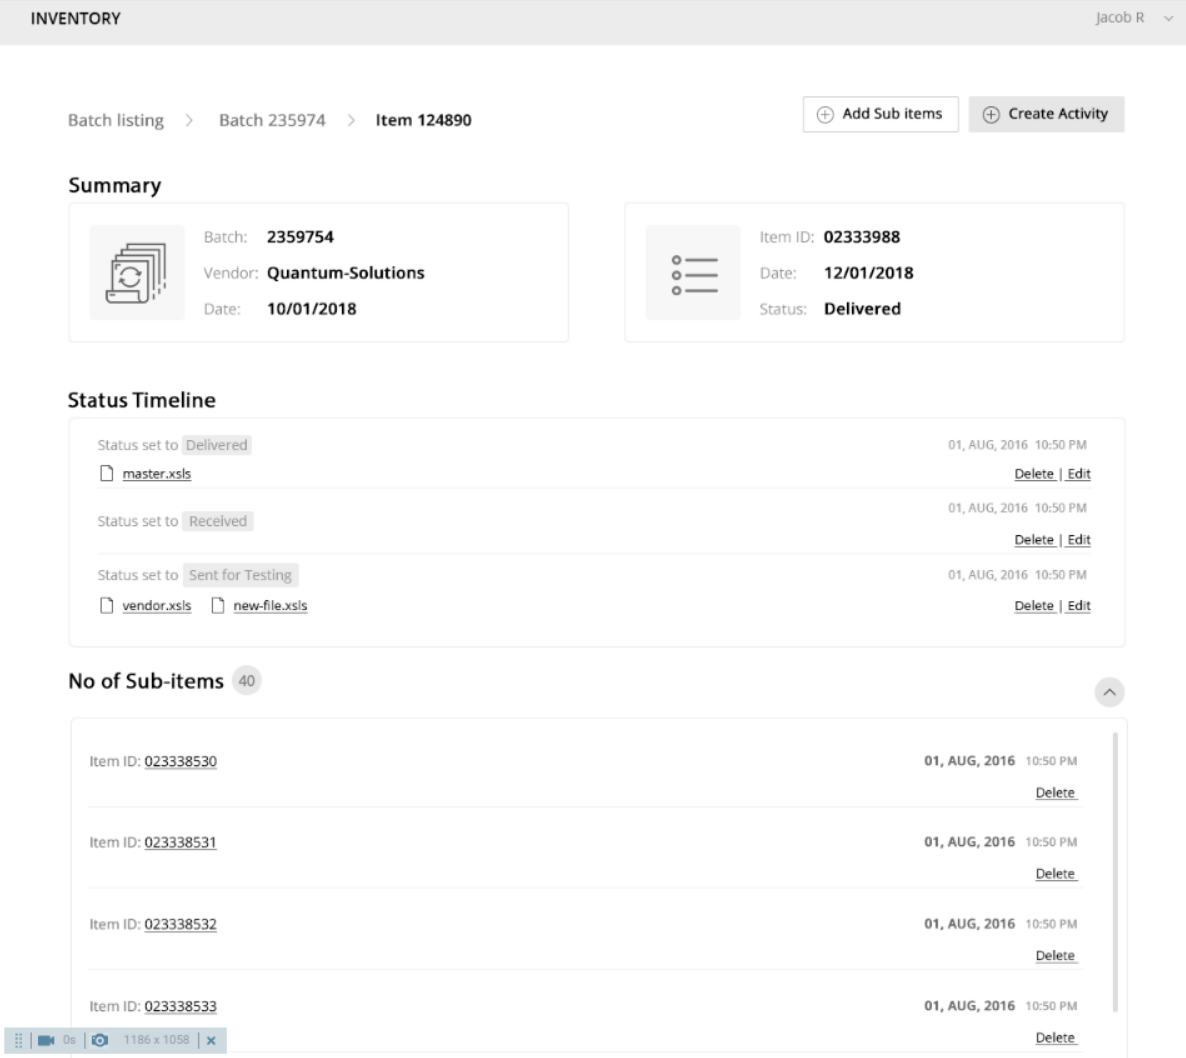 INVENTORY
Jacob R
Batch listing > Batch 235974 > Item 124890
Add Sub items
Create Activity
Summary
Batch: 2359754
Vendor: Quantum-Solutions
Date: 10/01/2018
Item ID: 02333988
Date: 12/01/2018
Status: Delivered
Status Timeline
Status set to Delivered
01, AUG, 2016 10:50 PM
master.xsls
Delete | Edit
Status set to Received
01, AUG, 2016 10:50 PM
Delete | Edit
Status set to Sent for Testing
01, AUG, 2016 10:50 PM
vendor.xsls new-file.xsls
Delete | Edit
No of Sub-items 40
Item ID: 023338530
01, AUG, 2016 10:50 PM
Delete
Item ID: 023338531
01, AUG, 2016 10:50 PM
Delete
Item ID: 023338532
01, AUG, 2016 10:50 PM
Delete
Item ID: 023338533
01, AUG, 2016 10:50 PM
Delete
0s 1186 x 1058